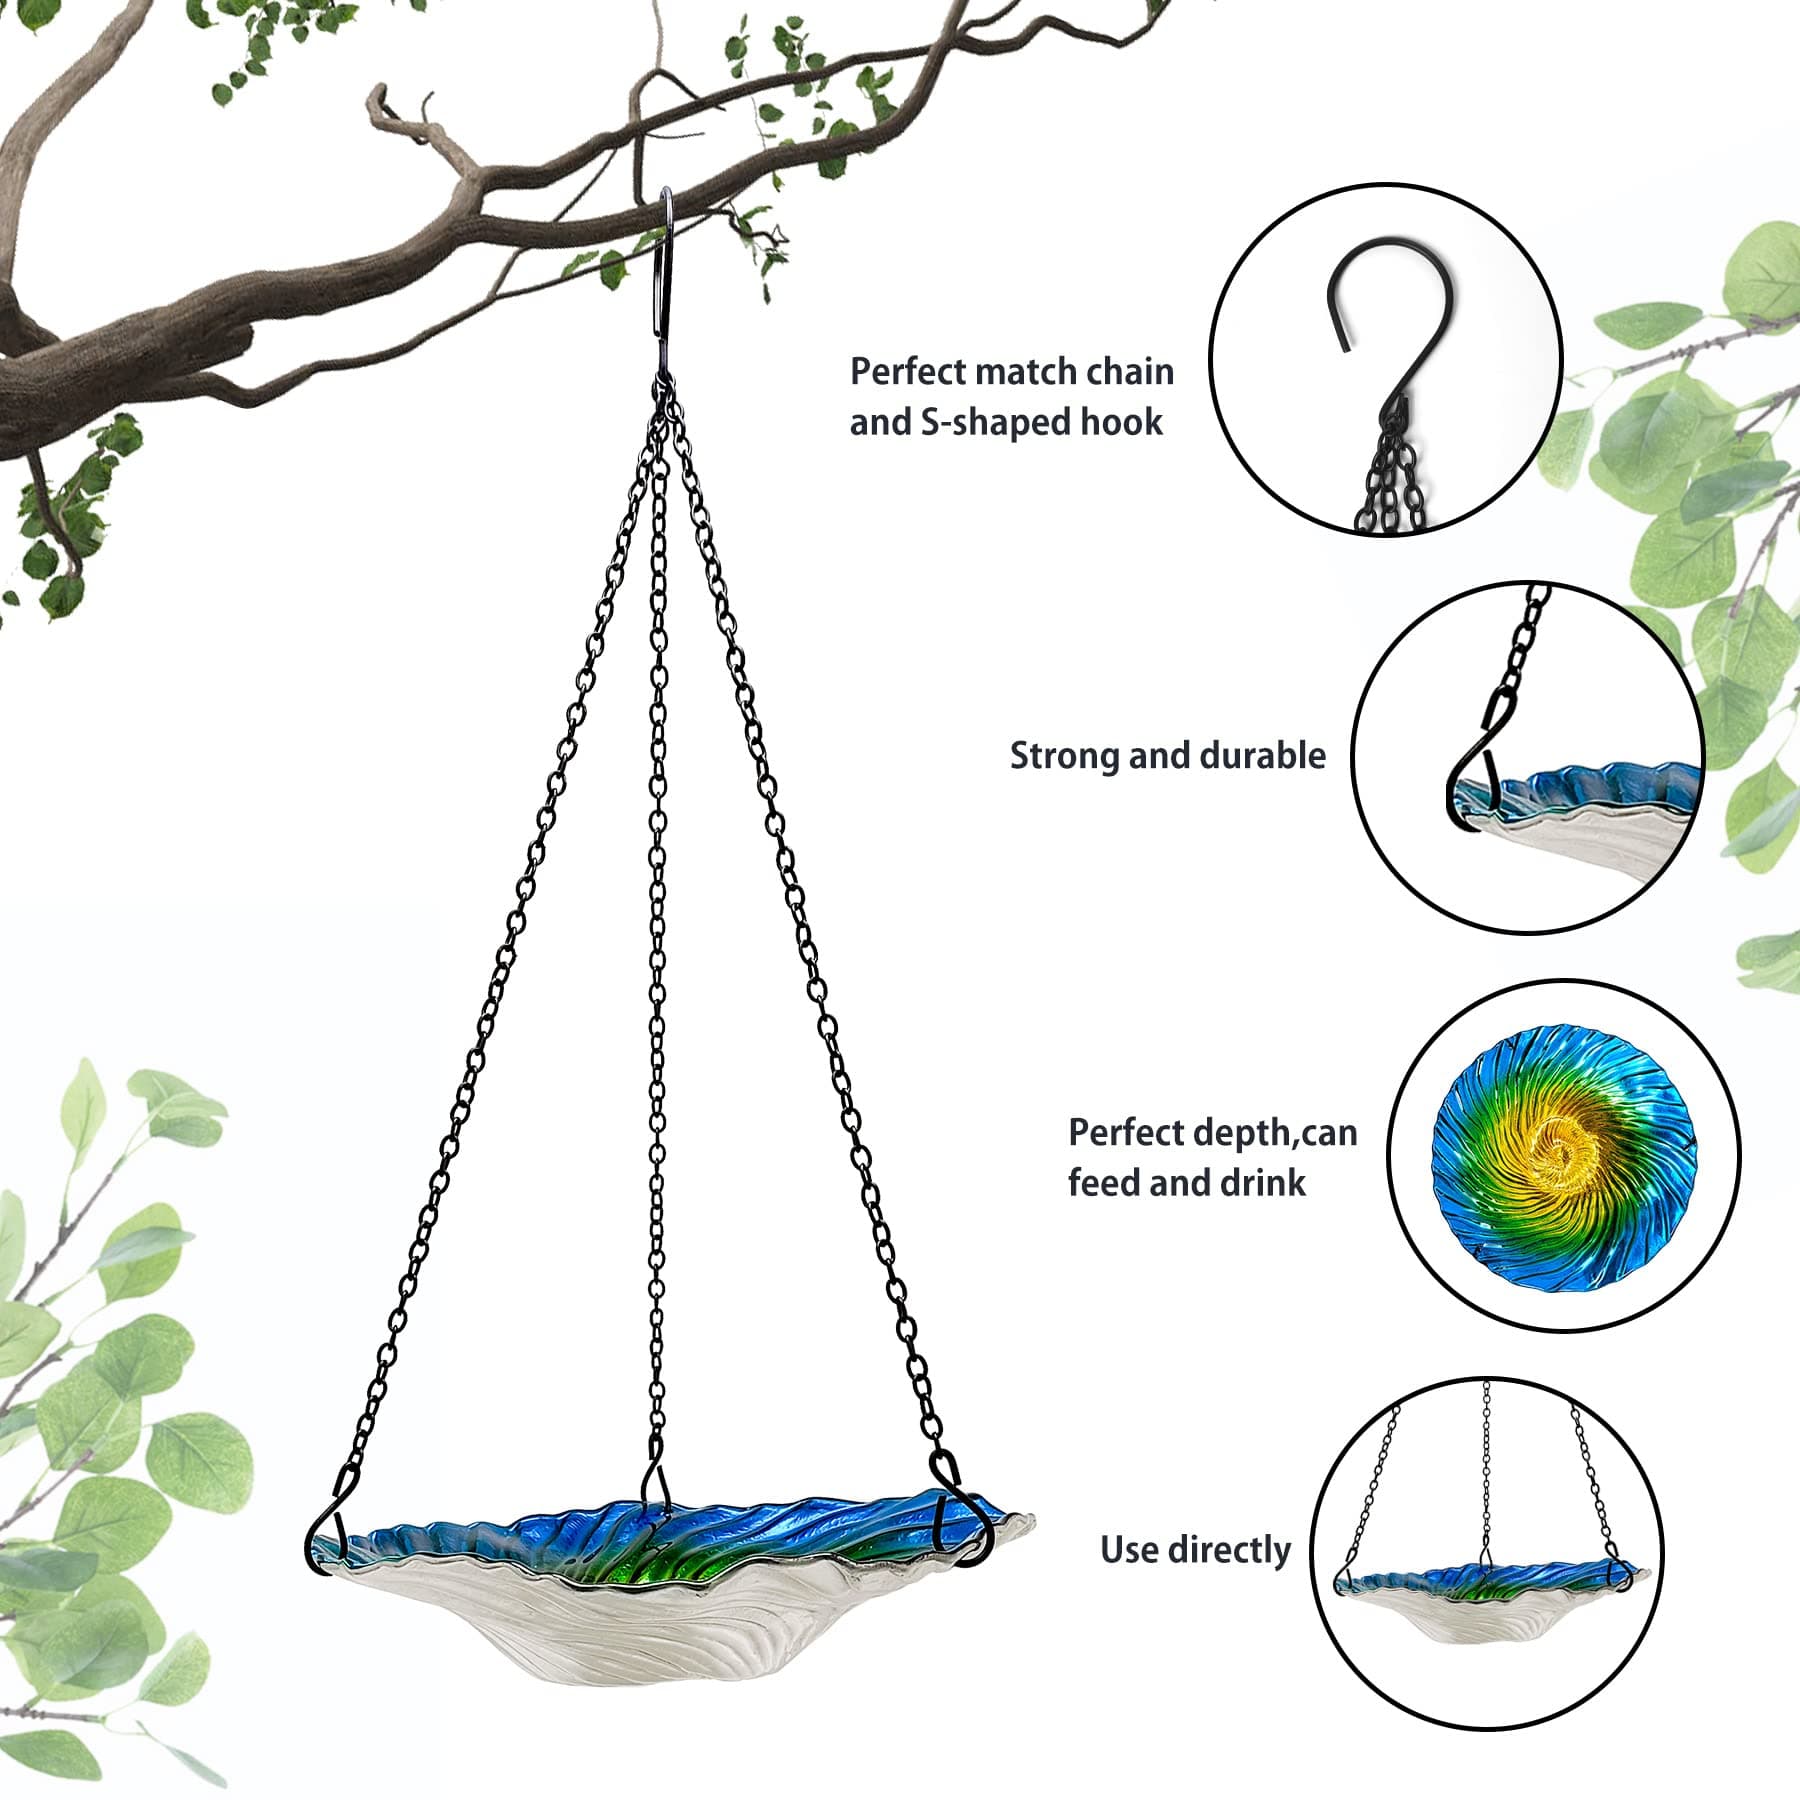 Perfect match chain
and S-shaped hook
Strong and durable
Perfect depth,can
feed and drink
Use directly